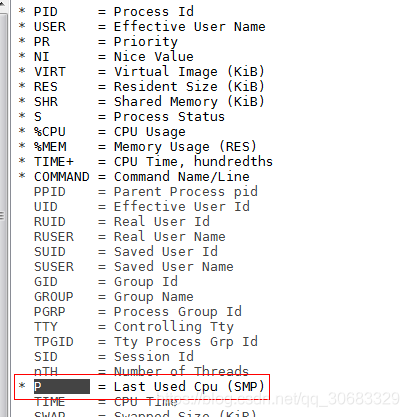 * PID = Process Id
* USER = Effective User Name
* PR = Priority
* NI = Nice Value
* VIRT = Virtual Image (KiB)
* RES = Resident Size (KiB)
* SHR = Shared Memory (KiB)
* S = Process Status
* %CPU = CPU Usage
* %MEM = Memory Usage (RES)
* TIME+ = CPU Time, hundredths
* COMMAND = Command Name/Line
PPID = Parent Process pid
UID = Effective User Id
RUID = Real User Id
RUSER = Real User Name
SUID = Saved User Id
SUSER = Saved User Name
GID = Group Id
GROUP = Group Name
PGRP = Process Group Id
TTY = Controlling Tty
TPGID = Tty Process Grp Id
SID = Session Id
nTH = Number of Threads
* P = Last Used Cpu (SMP)
TIME = CPU Time
SWAP = Swapped Size (KiB)